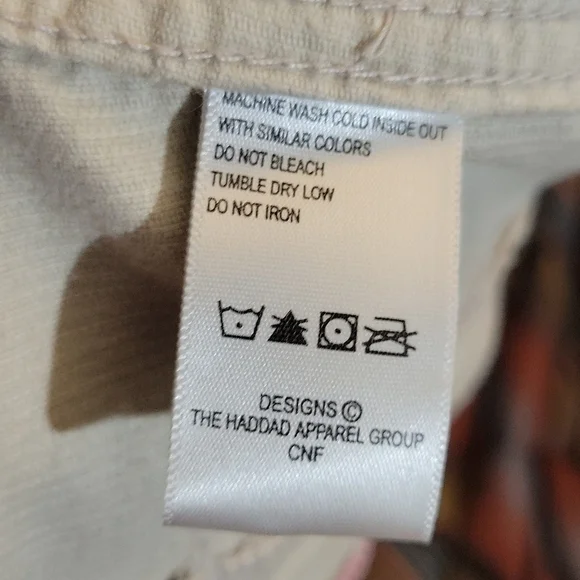 MACHINE WASH COLD INSIDE OUT
WITH SIMILAR COLORS
DO NOT BLEACH
TUMBLE DRY LOW
DO NOT IRON
DESIGNS ©
THE HADDAD APPAREL GROUP
CNF